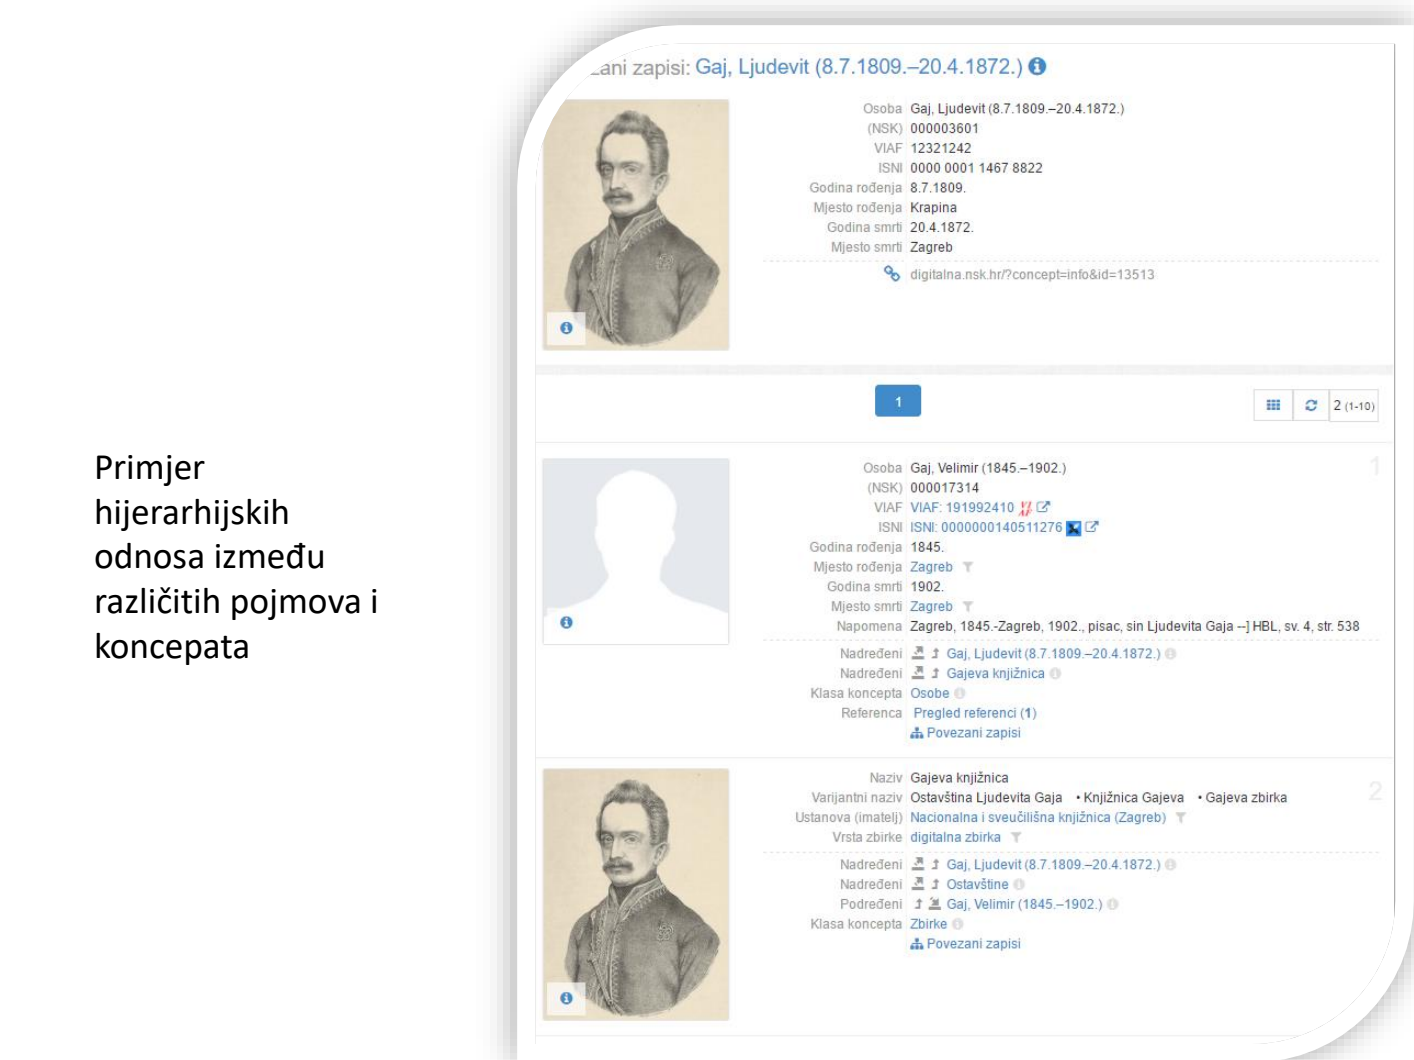 Primjer
hijerarhijskih
odnosa između
različitih pojmova i
koncepata
zapisi: Gaj, Ljudevit (8.7.1809.–20.4.1872.)
Osoba Gaj, Ljudevit (8.7.1809.–20.4.1872.)
(NSK) 000003601
VIAF 12321242
ISNI 0000 0001 1467 8822
Godina rođenja 8.7.1809.
Mjesto rođenja Krapina
Godina smrti 20.4.1872.
Mjesto smrti Zagreb
digitalna.nsk.hr/?concept=info&id=13513
1
2 (1-10)
1
Osoba Gaj, Velimir (1845.–1902.)
(NSK) 000017314
VIAF VIAF: 191992410
ISNI ISNI: 0000000140511276
Godina rođenja 1845.
Mjesto rođenja Zagreb
Godina smrti 1902.
Mjesto smrti Zagreb
Napomena Zagreb, 1845.-Zagreb, 1902., pisac, sin Ljudevita Gaja --] HBL, sv. 4, str. 538
Nadređeni Gaj, Ljudevit (8.7.1809.–20.4.1872.)
Nadređeni Gajeva knjižnica
Klasa koncepta Osobe
Referenca Pregled referenci (1)
Povezani zapisi
2
Naziv Gajeva knjižnica
Varijantni naziv Ostavština Ljudevita Gaja • Knjižnica Gajeva • Gajeva zbirka
Ustanova (imatelj) Nacionalna i sveučilišna knjižnica (Zagreb)
Vrsta zbirke digitalna zbirka
Nadređeni Gaj, Ljudevit (8.7.1809.–20.4.1872.)
Nadređeni Ostavštine
Podređeni Gaj, Velimir (1845.–1902.)
Klasa koncepta Zbirke
Povezani zapisi